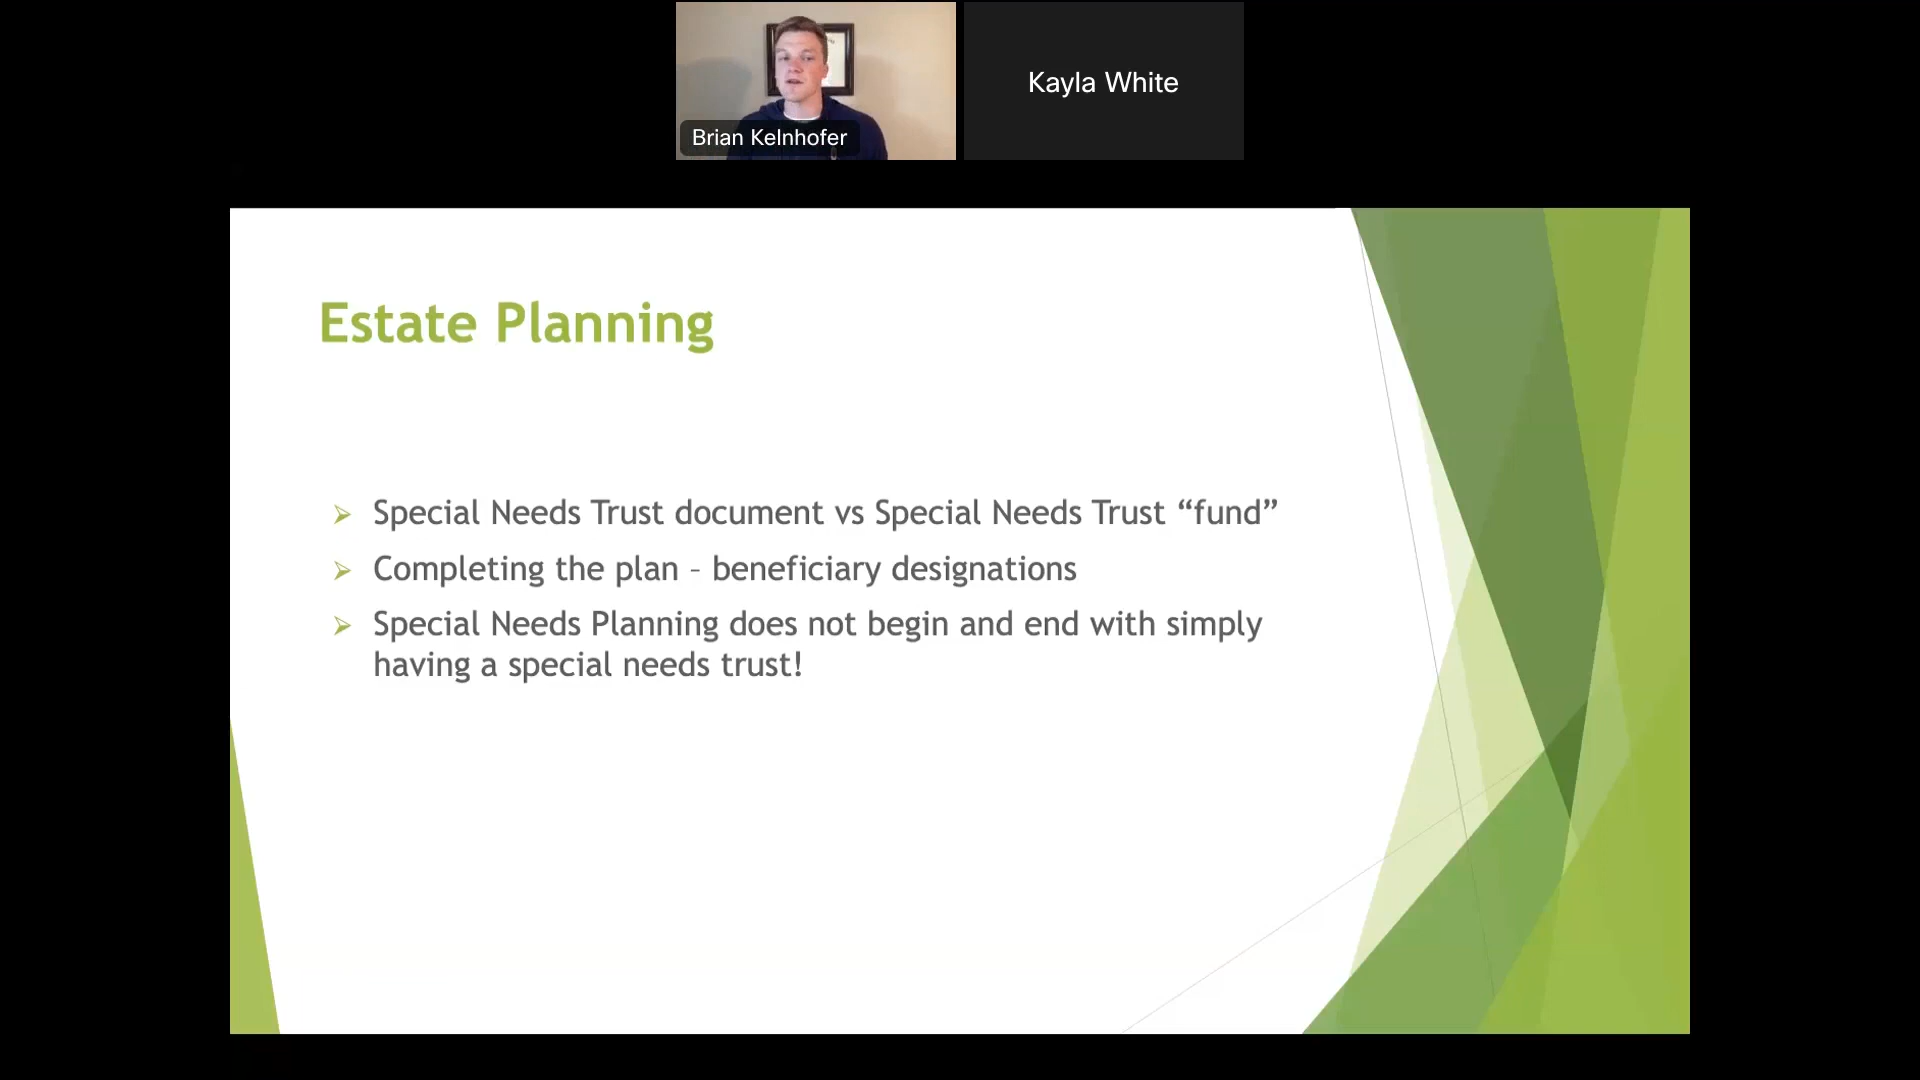 Brian Kelnhofer
Kayla White
Estate Planning
Special Needs Trust document vs Special Needs Trust “fund”
Completing the plan – beneficiary designations
Special Needs Planning does not begin and end with simply
having a special needs trust!